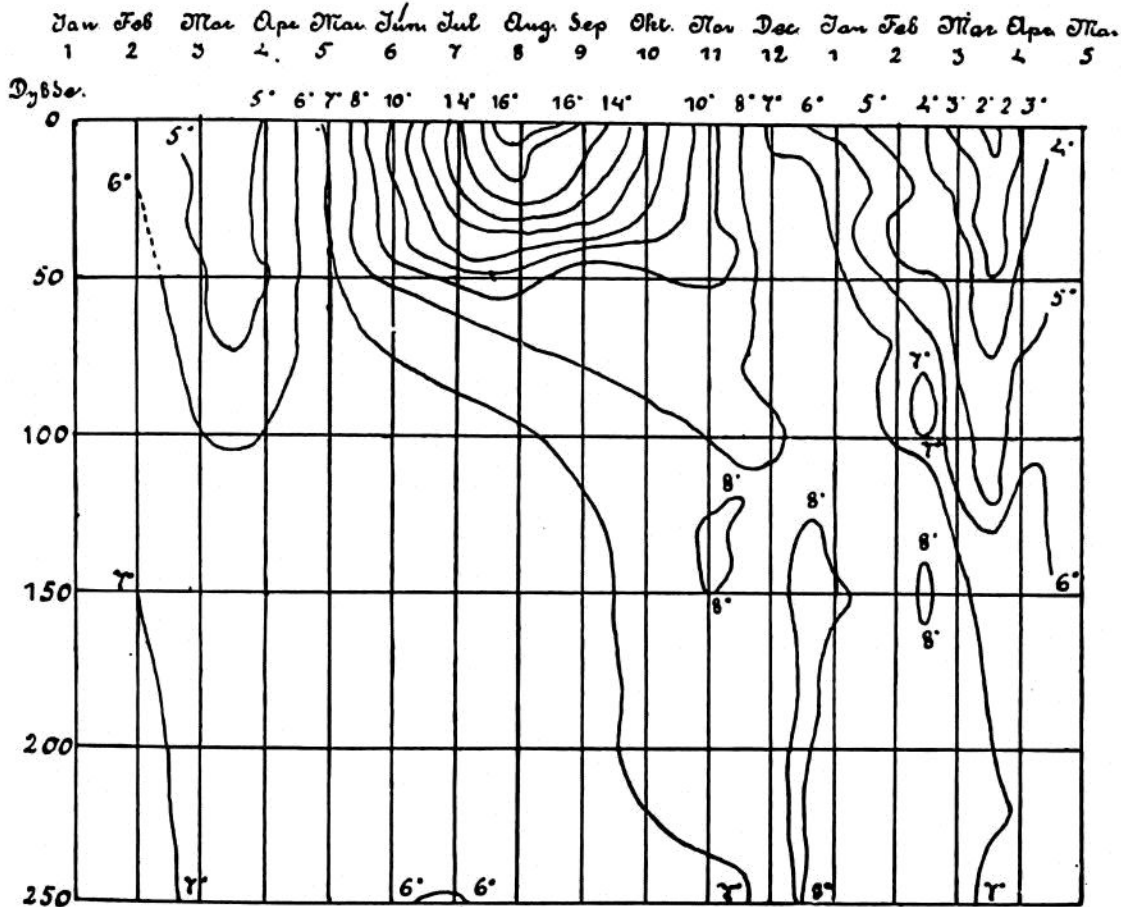 Jan Feb Mar Apr Mai Júni Jul Aug. Sep Okt. Nov Dec. Jan Feb Mar Apr Mai
1 2 3 4. 5 6 7 8 9 10 11 12 1 2 3 4 5
Dybde.
5° 6° 7° 8° 10° 14° 16° 16° 14° 10° 8° 7° 6° 5° 4° 3° 2° 2 3°
0
5° 4°
6°
50
5°
7°
100
7°
8° 8° 8°
150
7° 6°
8° 8°
200
250
7° 6° 6° 7° 8° 7°